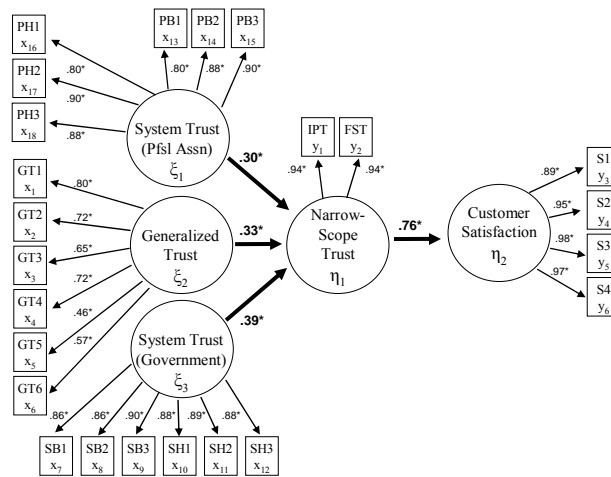 PH1
x16
PH2
x17
PH3
x18
PB1
x13
PB2
x14
PB3
x15
.80*
.90*
.88*
.80*
.88*
.90*
System Trust
(Pfsl Assn)
ξ1
.30*
IPT
y1
FST
y2
.94*
.94*
GT1
x1
GT2
x2
GT3
x3
GT4
x4
GT5
x5
GT6
x6
.80*
.72*
.65*
.72*
.46*
.57*
Generalized
Trust
ξ2
.33*
Narrow-
Scope
Trust
η1
.76*
Customer
Satisfaction
η2
.89*
.95*
.98*
.97*
S1
y3
S2
y4
S3
y5
S4
y6
System Trust
(Government)
ξ3
.39*
.86*
.86*
.90*
.88*
.89*
.88*
SB1
x7
SB2
x8
SB3
x9
SH1
x10
SH2
x11
SH3
x12